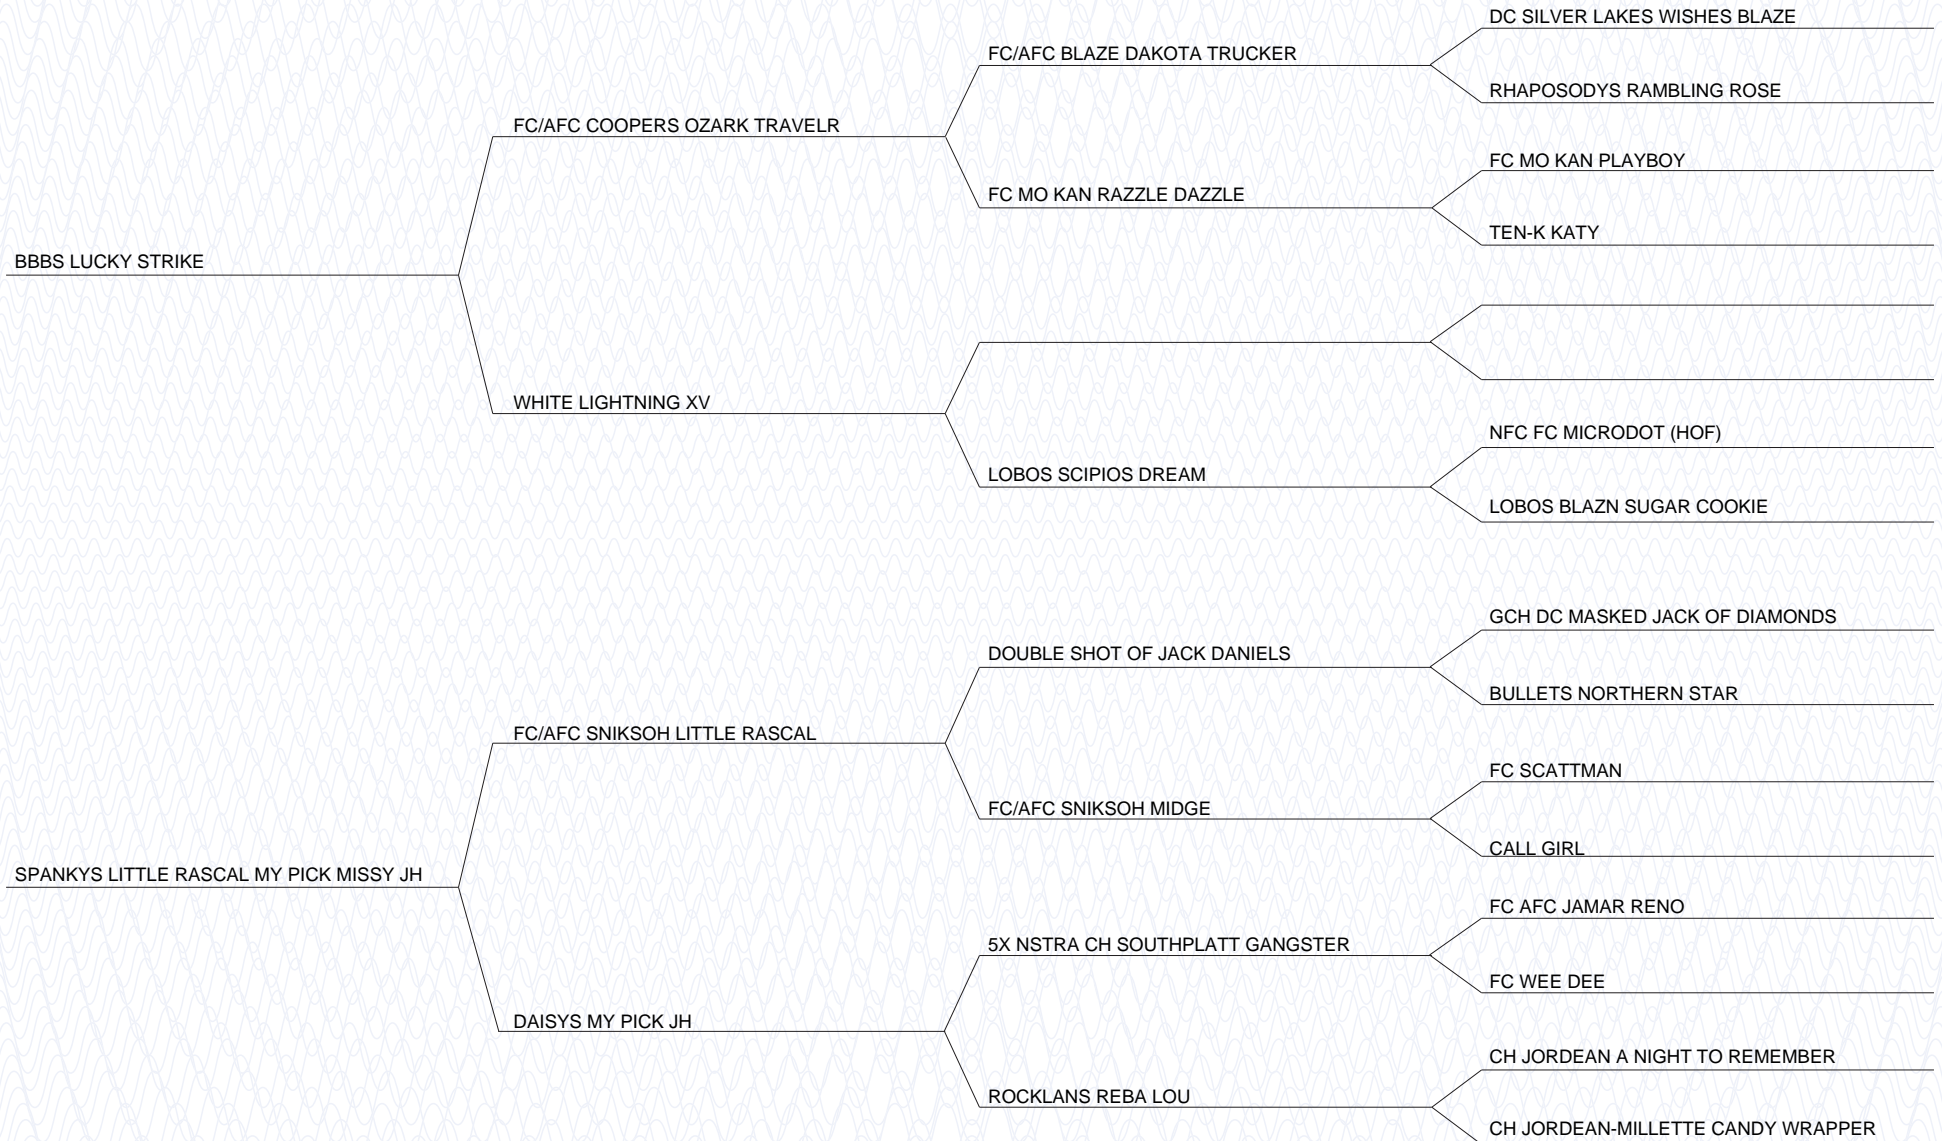 DC SILVER LAKES WISHES BLAZE
FC/AFC BLAZE DAKOTA TRUCKER
RHAPOSODYS RAMBLING ROSE
FC/AFC COOPERS OZARK TRAVELR
FC MO KAN PLAYBOY
FC MO KAN RAZZLE DAZZLE
TEN-K KATY
BBBS LUCKY STRIKE
WHITE LIGHTNING XV
NFC FC MICRODOT (HOF)
LOBOS SCIPIOS DREAM
LOBOS BLAZN SUGAR COOKIE
GCH DC MASKED JACK OF DIAMONDS
DOUBLE SHOT OF JACK DANIELS
BULLETS NORTHERN STAR
FC/AFC SNIKSOH LITTLE RASCAL
FC SCATTMAN
FC/AFC SNIKSOH MIDGE
CALL GIRL
SPANKYS LITTLE RASCAL MY PICK MISSY JH
FC AFC JAMAR RENO
5X NSTRA CH SOUTHPLATT GANGSTER
FC WEE DEE
DAISYS MY PICK JH
CH JORDEAN A NIGHT TO REMEMBER
ROCKLANS REBA LOU
CH JORDEAN-MILLETTE CANDY WRAPPER